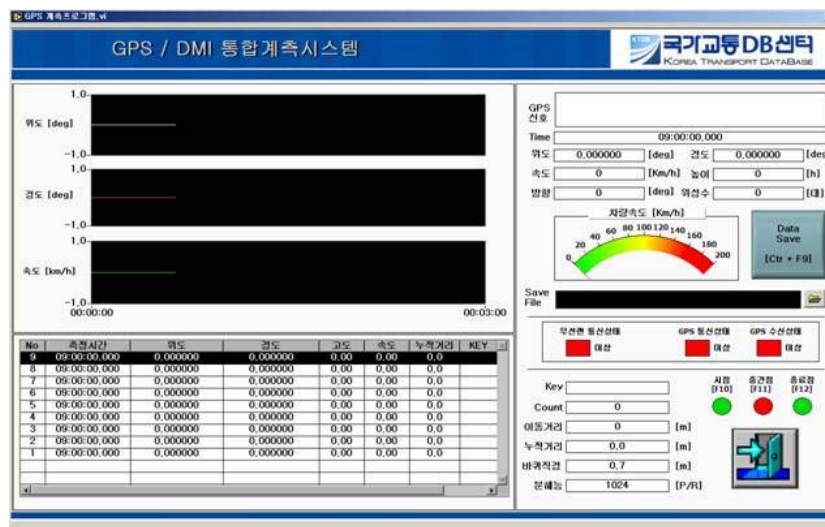 GPS 계측프로그램.vi
GPS / DMI 통합계측시스템
KTDB 국가교통DB센터
KOREA TRANSPORT DATABASE
1,0
위도 [deg]
-1,0
1,0
경도 [deg]
-1,0
1,0
속도 [km/h]
-1,0
00:00:00 00:03:00
GPS
신호
Time 09:00:00,000
위도 0,000000 [deg] 경도 0,000000 [deg
속도 0 [Km/h] 높이 0 [h]
방향 0 [deg] 위성수 0 [대]
차량속도 [Km/h]
0 20 40 60 80 100 120 140 160 180 200
Data
Save
[Ctr + F9]
Save
File
무선랜 통신상태 GPS 통신상태 GPS 수신상태
이상 이상 이상
No 측정시간 위도 경도 고도 속도 누적거리 KEY
9 09:00:00,000 0,000000 0,000000 0,00 0,00 0,0
8 09:00:00,000 0,000000 0,000000 0,00 0,00 0,0
7 09:00:00,000 0,000000 0,000000 0,00 0,00 0,0
6 09:00:00,000 0,000000 0,000000 0,00 0,00 0,0
5 09:00:00,000 0,000000 0,000000 0,00 0,00 0,0
4 09:00:00,000 0,000000 0,000000 0,00 0,00 0,0
3 09:00:00,000 0,000000 0,000000 0,00 0,00 0,0
2 09:00:00,000 0,000000 0,000000 0,00 0,00 0,0
1 09:00:00,000 0,000000 0,000000 0,00 0,00 0,0
Key
시점 중간점 종료점
[F10] [F11] [F12]
Count 0
이동거리 0 [m]
누적거리 0,0 [m]
바퀴직경 0,7 [m]
분해능 1024 [P/R]